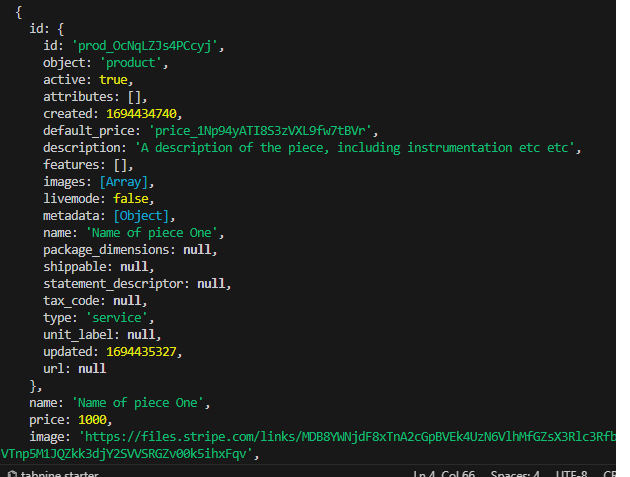 {
id: {
id: 'prod_OcNqLZJs4PCcyj',
object: 'product',
active: true,
attributes: [],
created: 1694434740,
default_price: 'price_1Np94yATI8S3zVXL9fw7tBVr',
description: 'A description of the piece, including instrumentation etc etc',
features: [],
images: [Array],
livemode: false,
metadata: [Object],
name: 'Name of piece One',
package_dimensions: null,
shippable: null,
statement_descriptor: null,
tax_code: null,
type: 'service',
unit_label: null,
updated: 1694435327,
url: null
},
name: 'Name of piece One',
price: 1000,
image: 'https://files.stripe.com/links/MDB8YWNjdF8xTnA2cGpBVEk4UzN6VlhMfGZsX3Rlc3Rfb
VTnp5M1JQZkk3djY2SVVSRGZv00k5ihxFqv',
tabnine starter
Ln 4, Col 66 Spaces: 4 UTF-8 CR